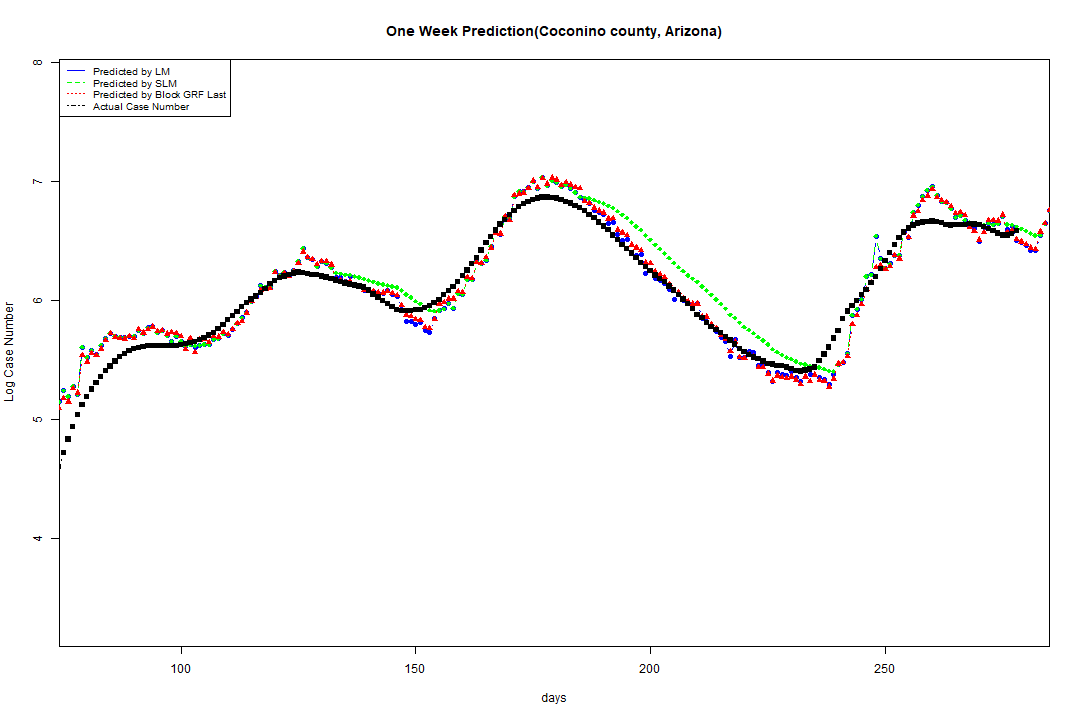 One Week Prediction(Coconino county, Arizona)
Predicted by LM
Predicted by SLM
Predicted by Block GRF Last
Actual Case Number
8
7
6
5
4
Log Case Number
100 150 200 250
days